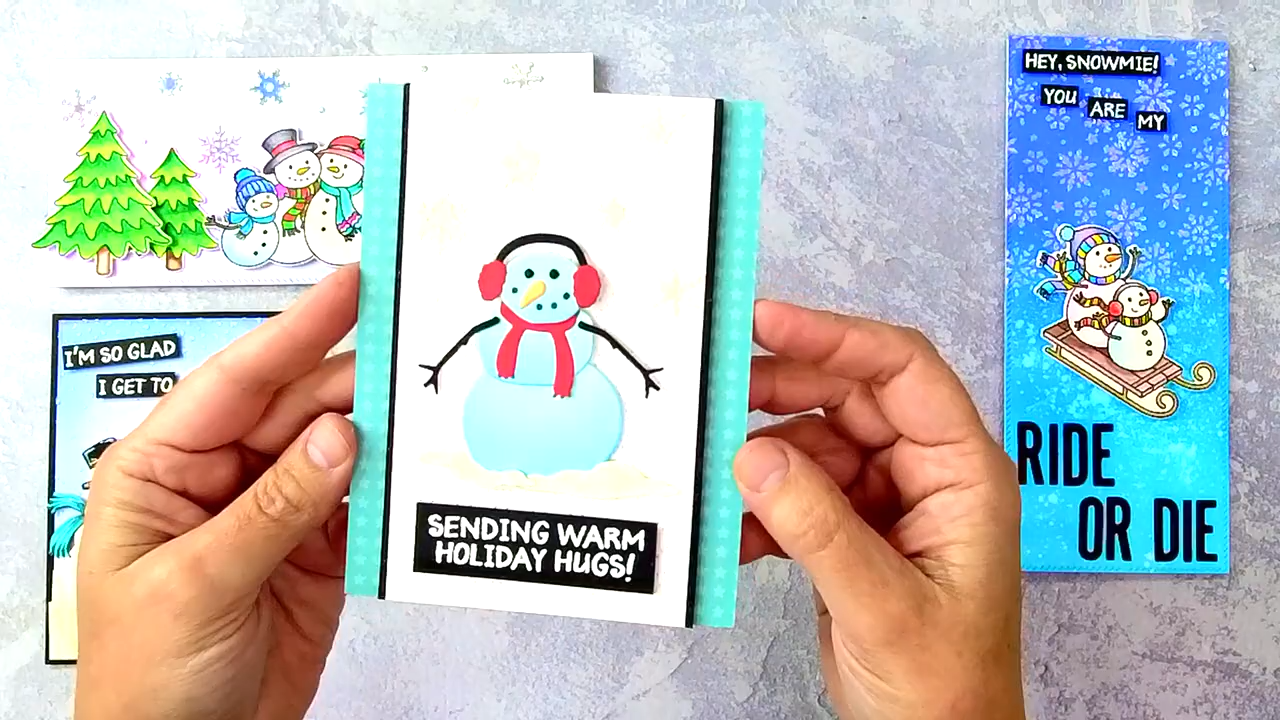 HEY, SNOWMIE!
YOU ARE MY
RIDE
OR DIE
I'M SO GLAD
I GET TO
SENDING WARM
HOLIDAY HUGS!